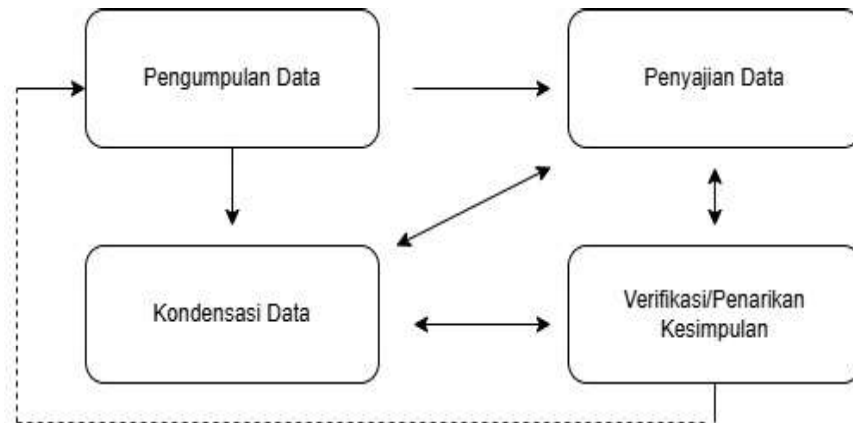 Pengumpulan Data
Penyajian Data
Kondensasi Data
Verifikasi/Penarikan
Kesimpulan